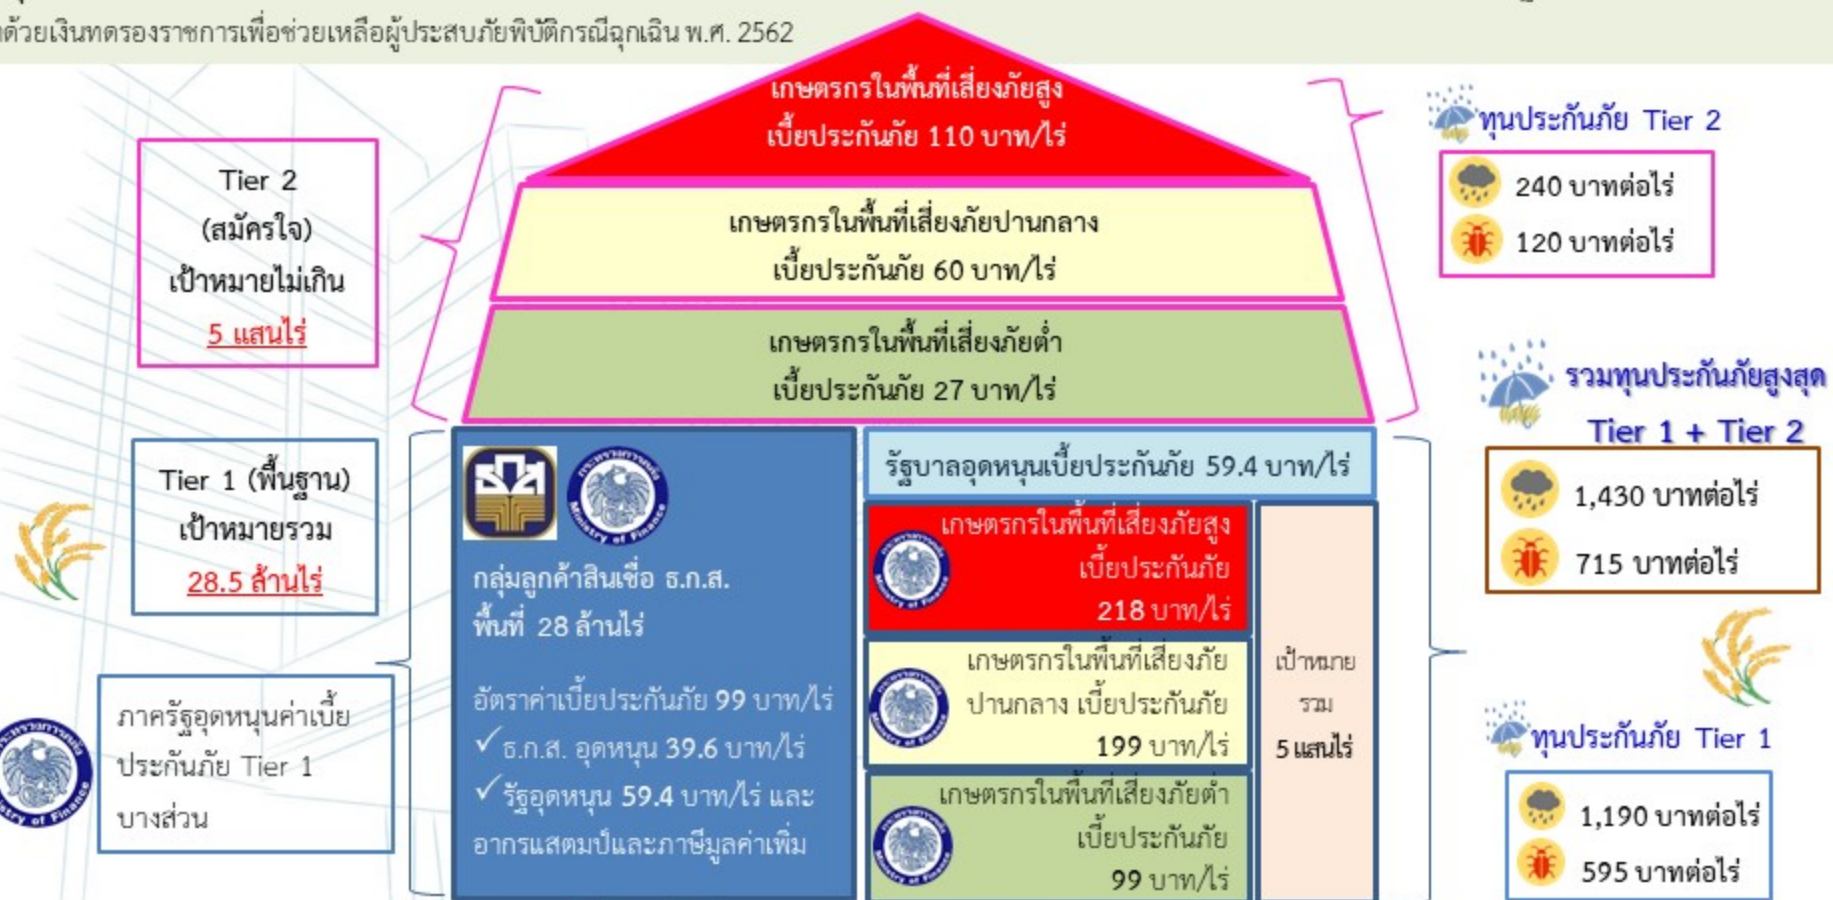 ด้วยเงินทดรองราชการเพื่อช่วยเหลือผู้ประสบภัยพิบัติกรณีฉุกเฉิน พ.ศ. 2562
เกษตรกรในพื้นที่เสี่ยงภัยสูง
เบี้ยประกันภัย 110 บาท/ไร่
เกษตรกรในพื้นที่เสี่ยงภัยปานกลาง
เบี้ยประกันภัย 60 บาท/ไร่
เกษตรกรในพื้นที่เสี่ยงภัยต่ำ
เบี้ยประกันภัย 27 บาท/ไร่
Tier 2
(สมัครใจ)
เป้าหมายไม่เกิน
5 แสนไร่
ทุนประกันภัย Tier 2
240 บาทต่อไร่
120 บาทต่อไร่
รวมทุนประกันภัยสูงสุด
Tier 1 + Tier 2
1,430 บาทต่อไร่
715 บาทต่อไร่
Tier 1 (พื้นฐาน)
เป้าหมายรวม
28.5 ล้านไร่
ภาครัฐอุดหนุนค่าเบี้ย
ประกันภัย Tier 1
บางส่วน
Ministry of Finance
กระทรวงการคลัง
Ministry of Finance
กลุ่มลูกค้าสินเชื่อ ธ.ก.ส.
พื้นที่ 28 ล้านไร่
อัตราค่าเบี้ยประกันภัย 99 บาท/ไร่
✓ ธ.ก.ส. อุดหนุน 39.6 บาท/ไร่
✓ รัฐอุดหนุน 59.4 บาท/ไร่ และ
อากรแสตมป์และภาษีมูลค่าเพิ่ม
รัฐบาลอุดหนุนเบี้ยประกันภัย 59.4 บาท/ไร่
เกษตรกรในพื้นที่เสี่ยงภัยสูง
เบี้ยประกันภัย
218 บาท/ไร่
เกษตรกรในพื้นที่เสี่ยงภัย
ปานกลาง เบี้ยประกันภัย
199 บาท/ไร่
เกษตรกรในพื้นที่เสี่ยงภัยต่ำ
เบี้ยประกันภัย
99 บาท/ไร่
เป้าหมาย
รวม
5 แสนไร่
ทุนประกันภัย Tier 1
1,190 บาทต่อไร่
595 บาทต่อไร่